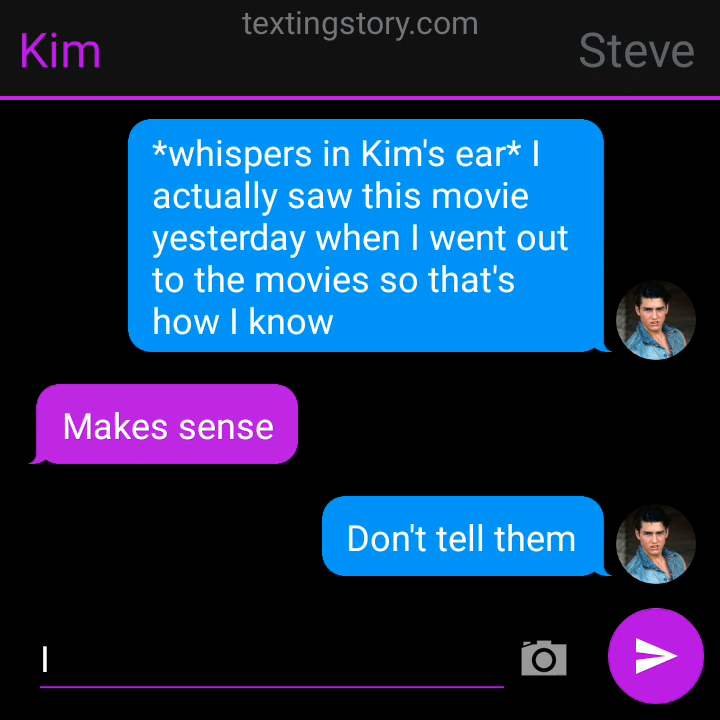 textingstory.com
Kim
Steve
*whispers in Kim's ear* I
actually saw this movie
yesterday when I went out
to the movies so that's
how I know
Makes sense
Don't tell them